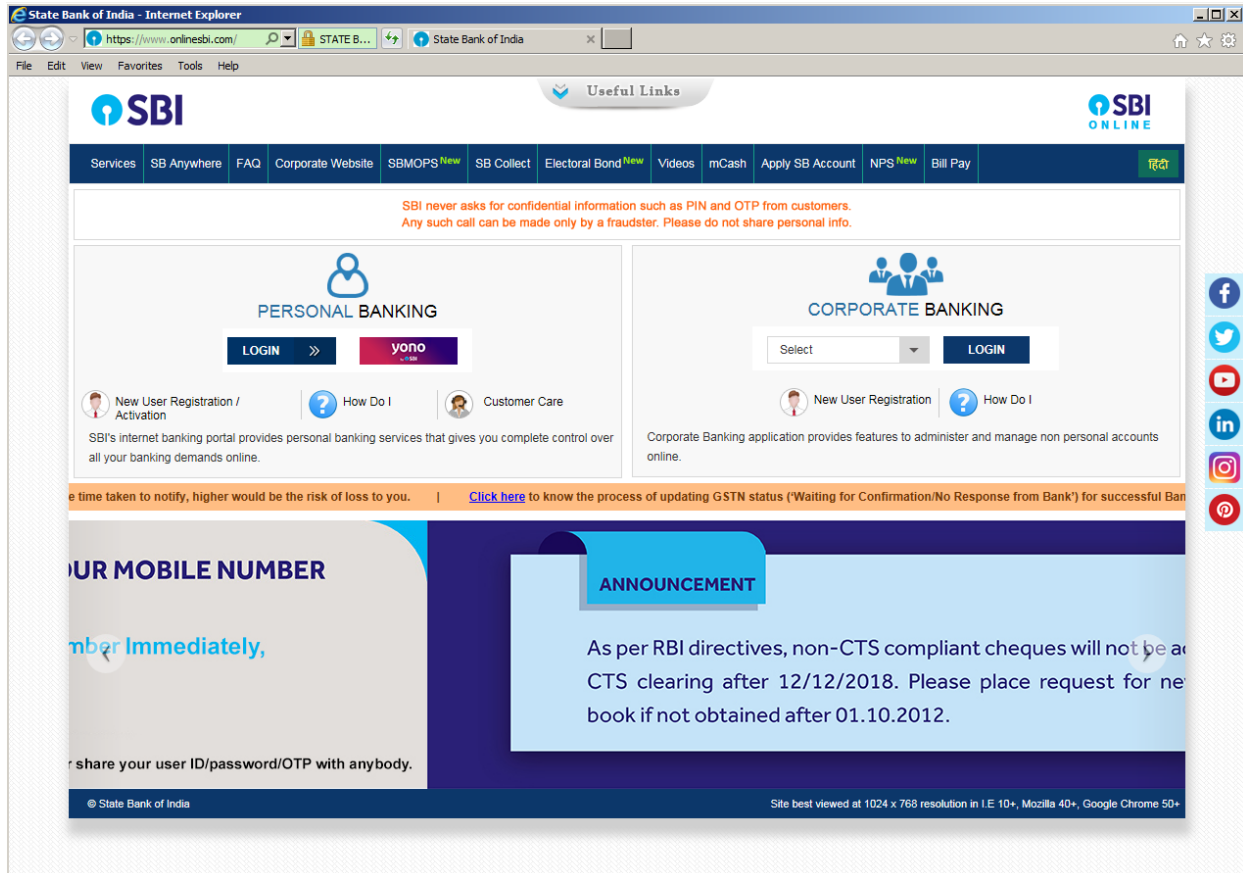 State Bank of India - Internet Explorer
https://www.onlinesbi.com/ STATE B... State Bank of India
File Edit View Favorites Tools Help
Useful Links
SBI
SBI
ONLINE
Services SB Anywhere FAQ Corporate Website SBMOPS New SB Collect Electoral Bond New Videos mCash Apply SB Account NPS New Bill Pay हिंदी
SBI never asks for confidential information such as PIN and OTP from customers.
Any such call can be made only by a fraudster. Please do not share personal info.
PERSONAL BANKING
LOGIN
yono
by SBI
New User Registration /
Activation
How Do I
Customer Care
SBI's internet banking portal provides personal banking services that gives you complete control over
all your banking demands online.
CORPORATE BANKING
Select
LOGIN
New User Registration
How Do I
Corporate Banking application provides features to administer and manage non personal accounts
online.
e time taken to notify, higher would be the risk of loss to you. | Click here to know the process of updating GSTN status ('Waiting for Confirmation/No Response from Bank') for successful Ban
OUR MOBILE NUMBER
mber Immediately,
r share your user ID/password/OTP with anybody.
ANNOUNCEMENT
As per RBI directives, non-CTS compliant cheques will not be ac
CTS clearing after 12/12/2018. Please place request for ne
book if not obtained after 01.10.2012.
© State Bank of India
Site best viewed at 1024 x 768 resolution in I.E 10+, Mozilla 40+, Google Chrome 50+